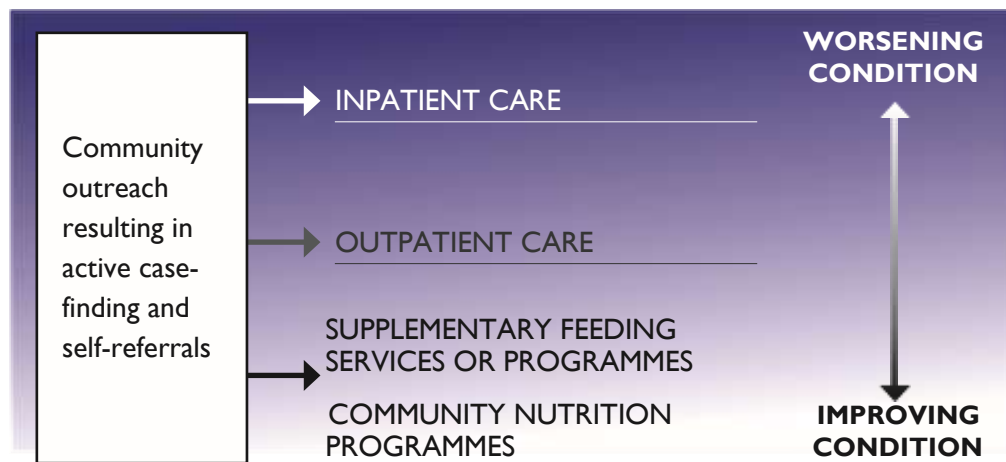 Community
outreach
resulting in
active case-
finding and
self-referrals
INPATIENT CARE
OUTPATIENT CARE
SUPPLEMENTARY FEEDING
SERVICES OR PROGRAMMES
COMMUNITY NUTRITION
PROGRAMMES
WORSENING
CONDITION
IMPROVING
CONDITION